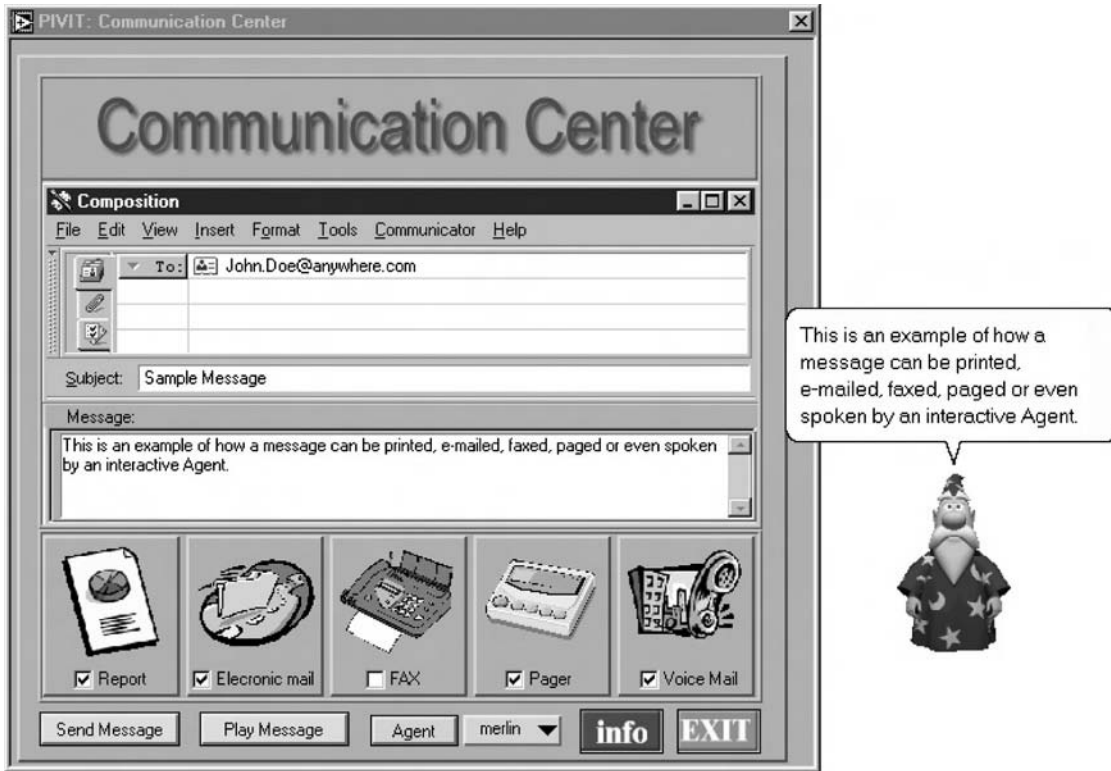 PIVIT: Communication Center
Communication Center
Composition
File Edit View Insert Format Tools Communicator Help
To: John.Doe@anywhere.com
Subject: Sample Message
Message:
This is an example of how a message can be printed, e-mailed, faxed, paged or even spoken
by an interactive Agent.
This is an example of how a
message can be printed,
e-mailed, faxed, paged or even
spoken by an interactive Agent.
Report
Elecronic mail
FAX
Pager
Voice Mail
Send Message
Play Message
Agent
merlin
info
EXIT